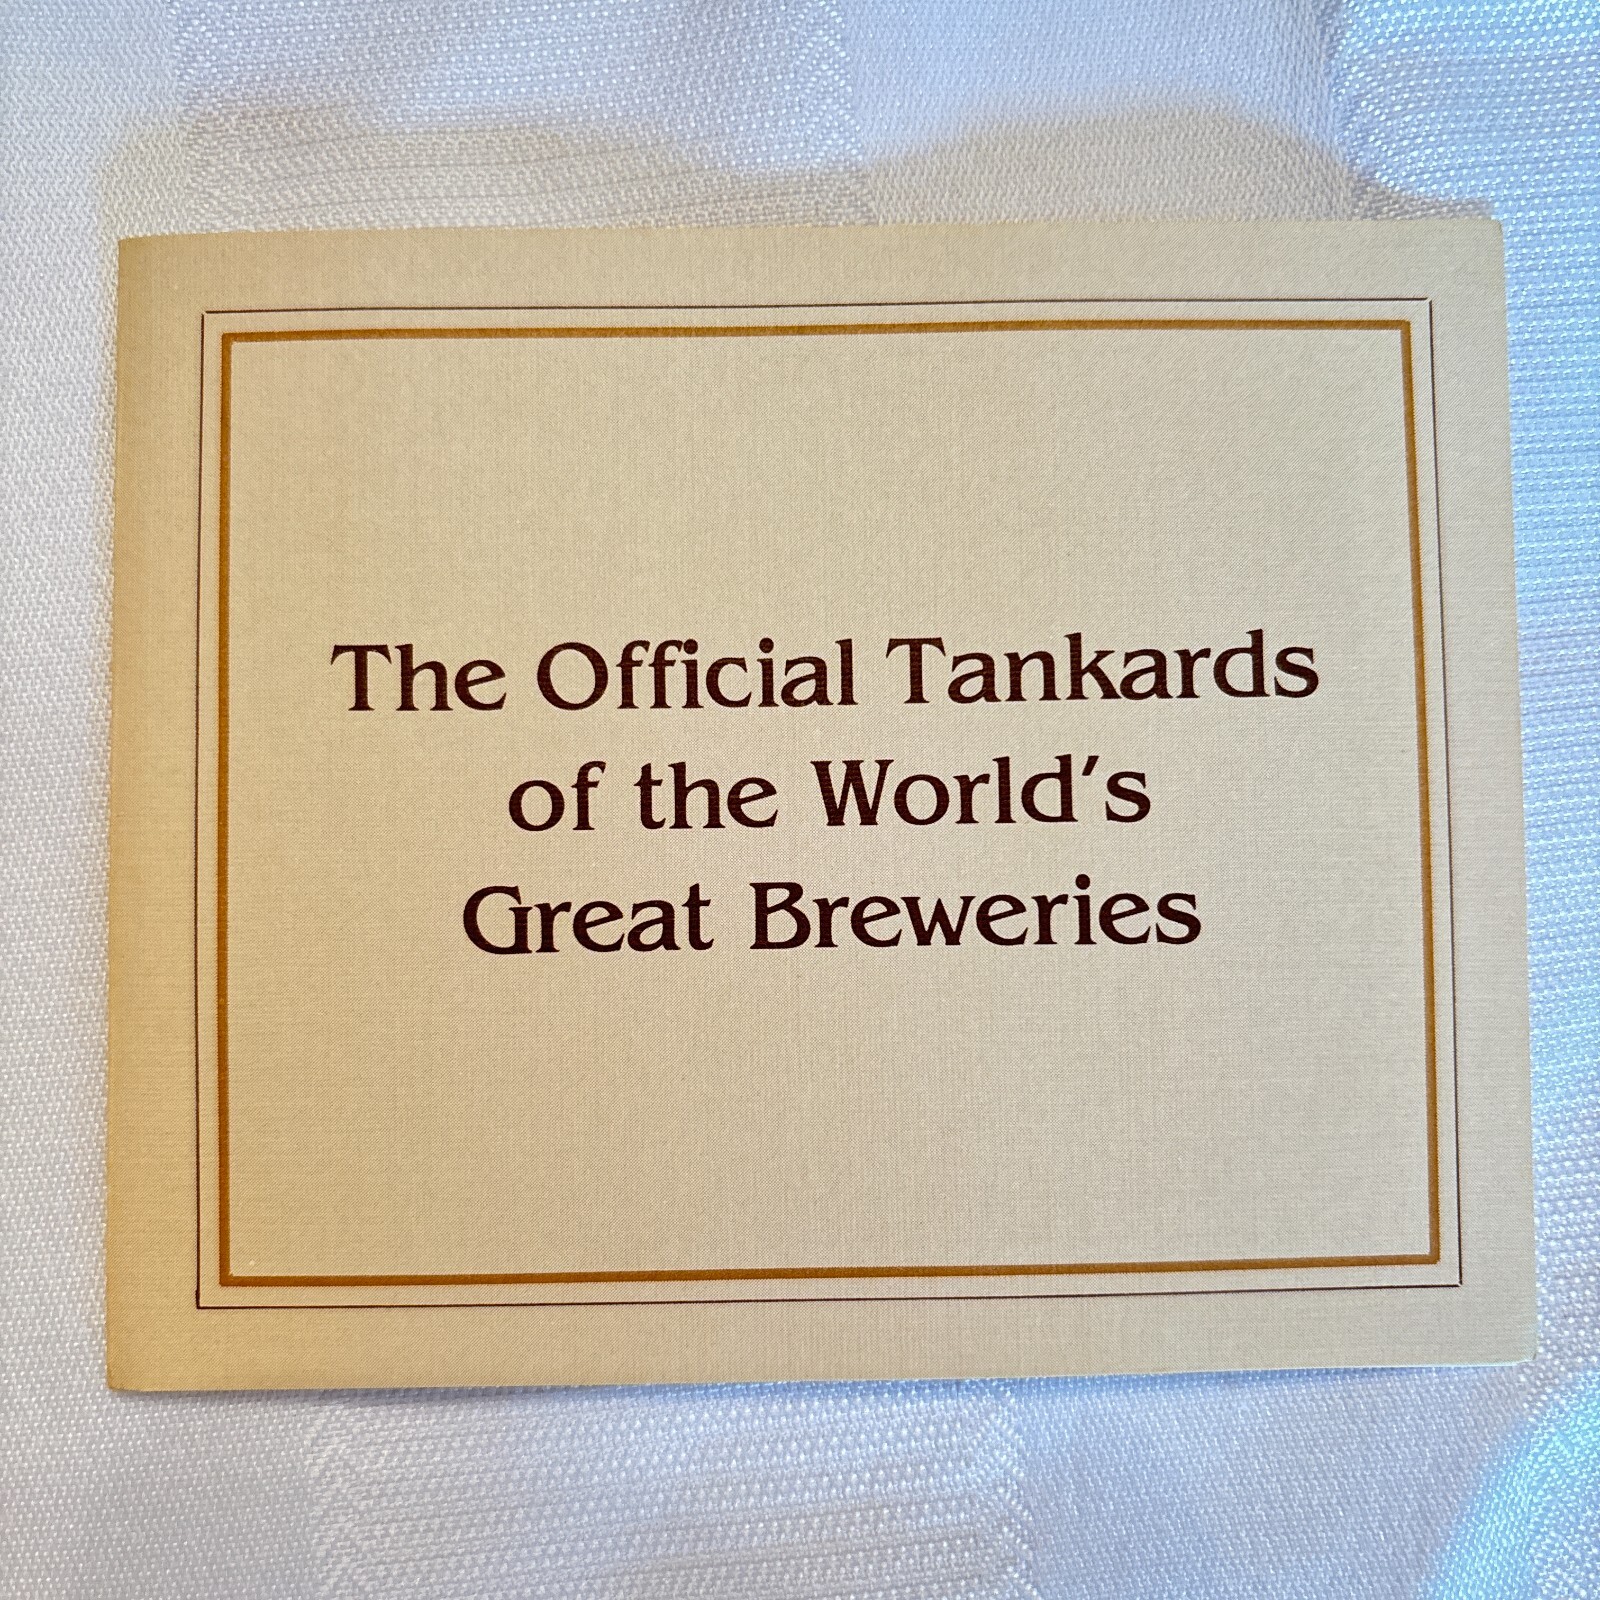 The Official Tankards
of the World's
Great Breweries